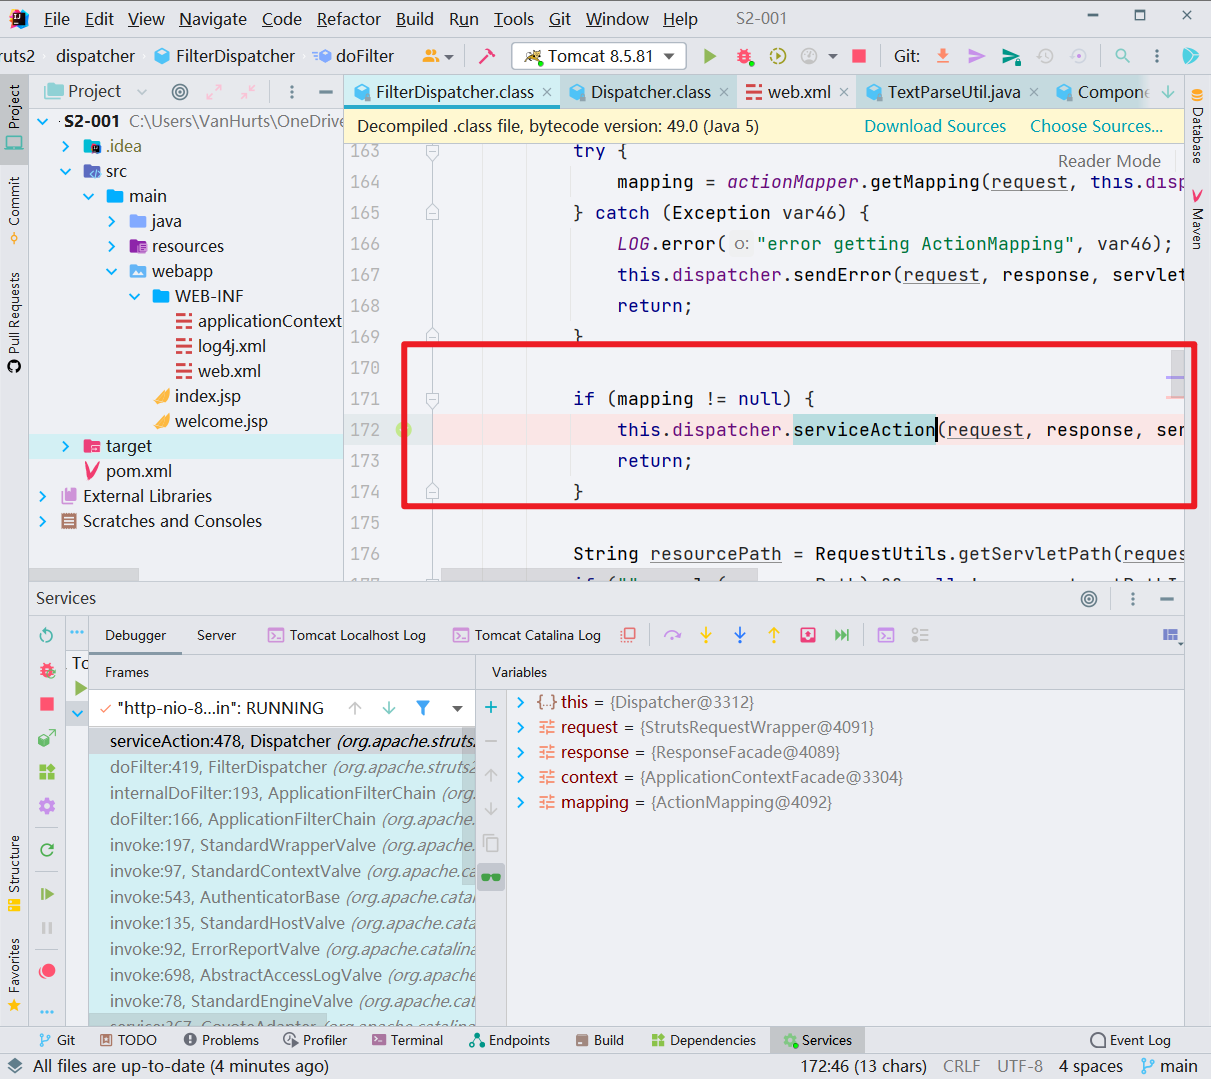 File Edit View Navigate Code Refactor Build Run Tools Git Window Help S2-001
ruts2 dispatcher FilterDispatcher doFilter Tomcat 8.5.81 Git:
Project
FilterDispatcher.class Dispatcher.class web.xml TextParseUtil.java Compone
S2-001 C:\Users\VanHurts\OneDrive
.idea
src
main
java
resources
webapp
WEB-INF
applicationContext
log4j.xml
web.xml
index.jsp
welcome.jsp
target
pom.xml
External Libraries
Scratches and Consoles
Project
Commit
Pull Requests
Structure
Favorites
Database
Maven
Decompiled .class file, bytecode version: 49.0 (Java 5) Download Sources Choose Sources...
Reader Mode
163 try {
164 mapping = actionMapper.getMapping(request, this.disp
165 } catch (Exception var46) {
166 LOG.error( o: "error getting ActionMapping", var46);
167 this.dispatcher.sendError(request, response, servlet
168 return;
169 }
170
171 if (mapping != null) {
172 this.dispatcher.serviceAction(request, response, ser
173 return;
174 }
175
176 String resourcePath = RequestUtils.getServletPath(reques
Services
Debugger Server Tomcat Localhost Log Tomcat Catalina Log
To
Frames
"http-nio-8...in": RUNNING
serviceAction:478, Dispatcher (org.apache.struts.
doFilter:419, FilterDispatcher (org.apache.struts2
internalDoFilter:193, ApplicationFilterChain (org.
doFilter:166, ApplicationFilterChain (org.apache.
invoke:197, StandardWrapperValve (org.apache.
invoke:97, StandardContextValve (org.apache.ca
invoke:543, AuthenticatorBase (org.apache.catal
invoke:135, StandardHostValve (org.apache.cata
invoke:92, ErrorReportValve (org.apache.catalina
invoke:698, AbstractAccessLogValve (org.apache
invoke:78, StandardEngineValve (org.apache.cat
service:367, CoyoteAdapter (org.apache.catalina
Variables
{..} this = {Dispatcher@3312}
request = {StrutsRequestWrapper@4091}
response = {ResponseFacade@4089}
context = {ApplicationContextFacade@3304}
mapping = {ActionMapping@4092}
Git TODO Problems Profiler Terminal Endpoints Build Dependencies Services Event Log
All files are up-to-date (4 minutes ago) 172:46 (13 chars) CRLF UTF-8 4 spaces main